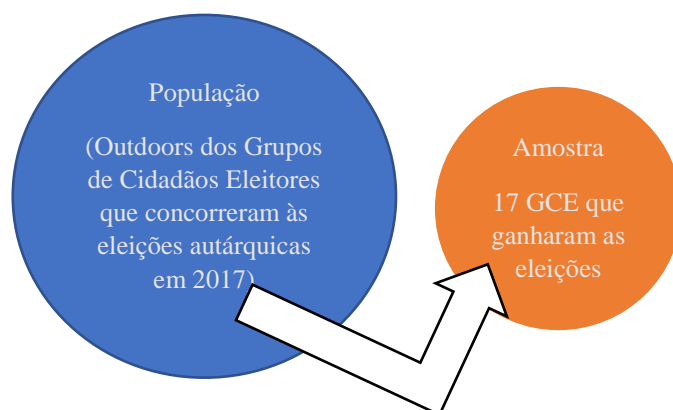 População
(Outdoors dos Grupos
de Cidadãos Eleitores
que concorreram às
eleições autárquicas
em 2017)
Amostra
17 GCE que
ganharam as
eleições